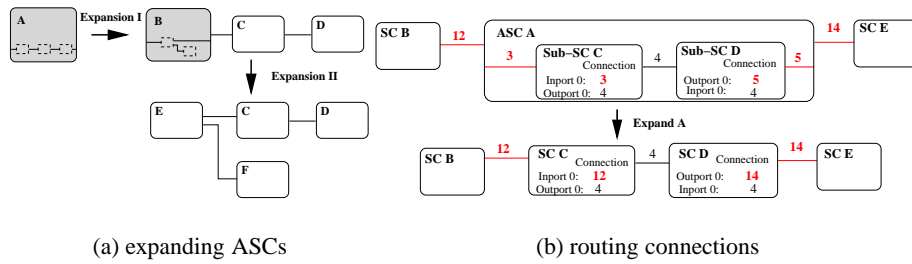 A
Expansion I
B
C
D
Expansion II
E
C
D
F
(a) expanding ASCs
SC B
12
ASC A
14
SC E
3
Sub–SC C
Connection
Inport 0: 3
Outport 0: 4
4
Sub–SC D
Connection
Outport 0: 5
Inport 0: 4
5
Expand A
SC B
12
SC C
Connection
Inport 0: 12
Outport 0: 4
4
SC D
Connection
Outport 0: 14
Inport 0: 4
14
SC E
(b) routing connections